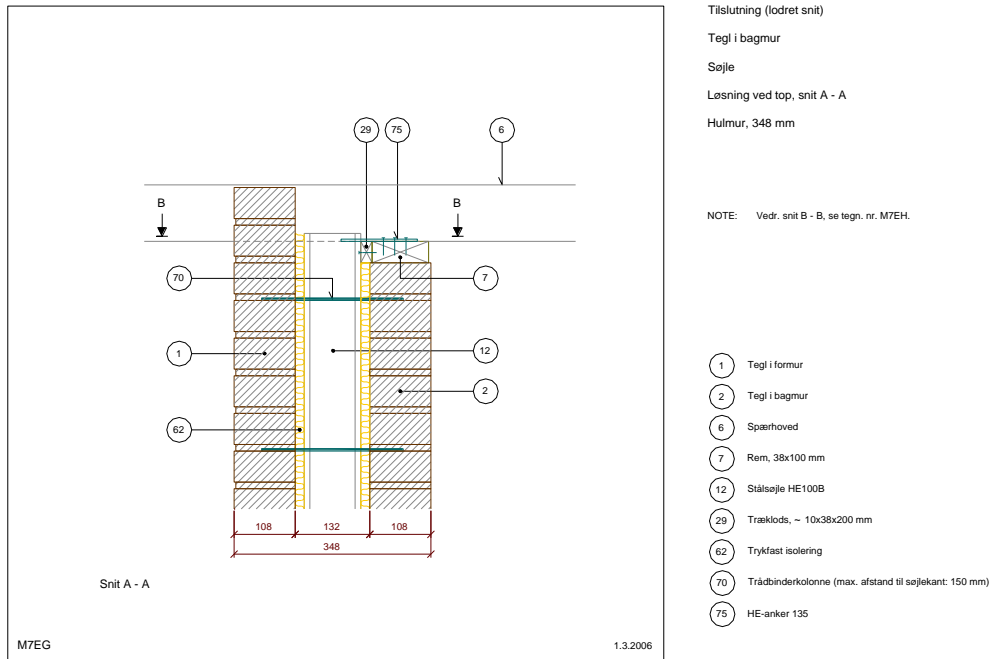 Tilslutning (lodret snit)
Tegl i bagmur
Søjle
Løsning ved top, snit A - A
Hulmur, 348 mm
NOTE: Vedr. snit B - B, se tegn. nr. M7EH.
29
75
6
B
B
70
7
1
12
2
62
108
132
108
348
Snit A - A
M7EG
1.3.2006
1 Tegl i formur
2 Tegl i bagmur
6 Spærhoved
7 Rem, 38x100 mm
12 Stålsøjle HE100B
29 Træklods, ~ 10x38x200 mm
62 Trykfast isolering
70 Trådbinderkolonne (max. afstand til søjlekant: 150 mm)
75 HE-anker 135